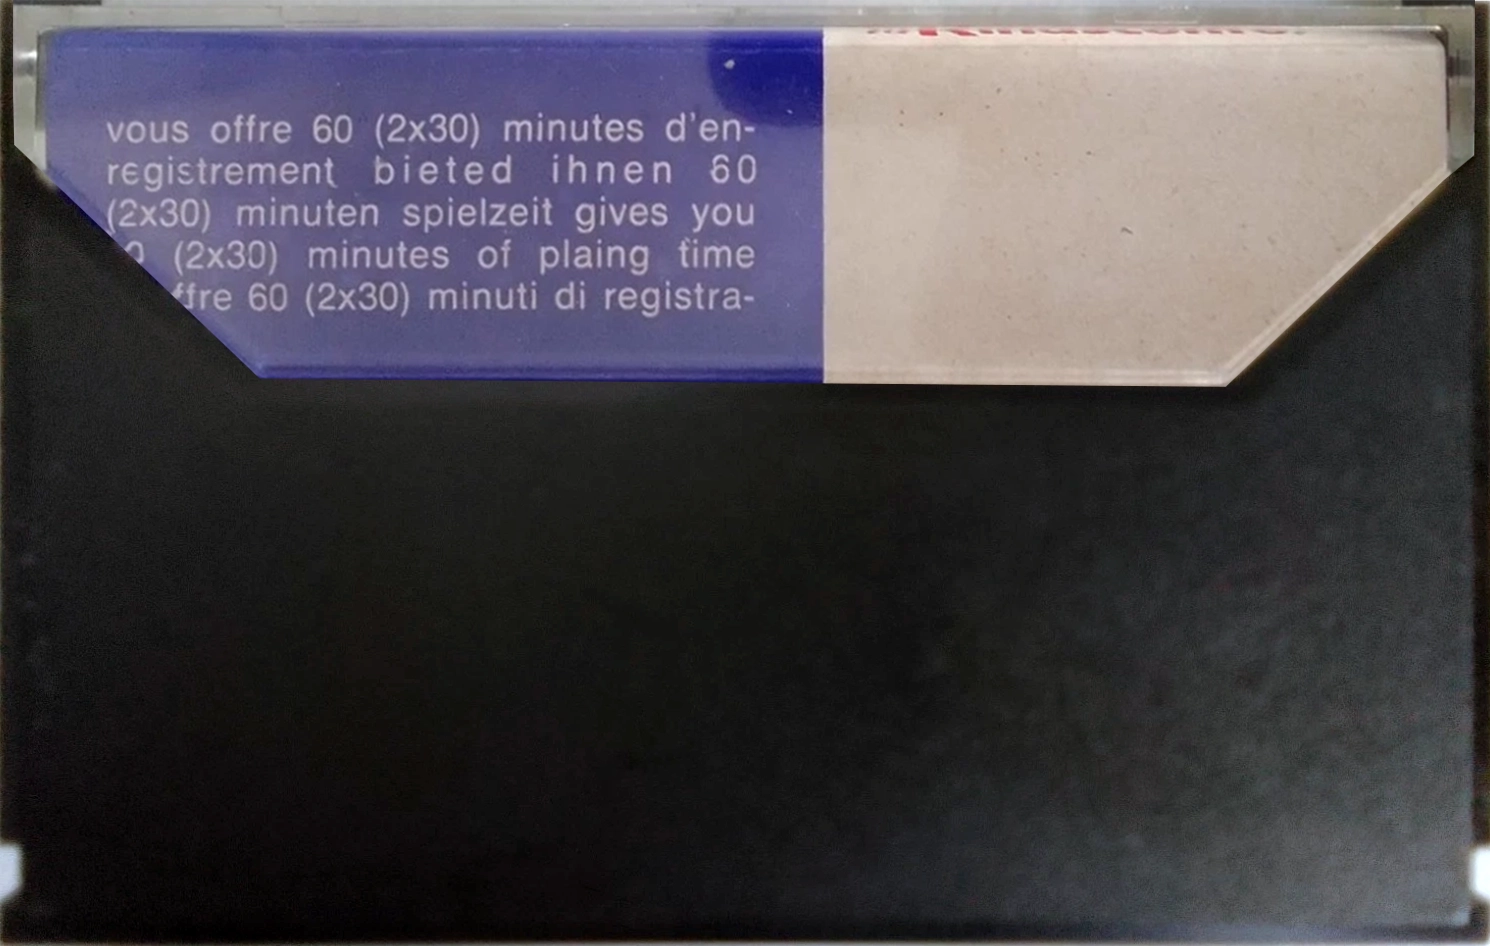 vous offre 60 (2x30) minutes d'en-
registrement bieted ihnen 60
(2x30) minuten spielzeit gives you
(2x30) minutes of plaing time
60 (2x30) minuti di registra-